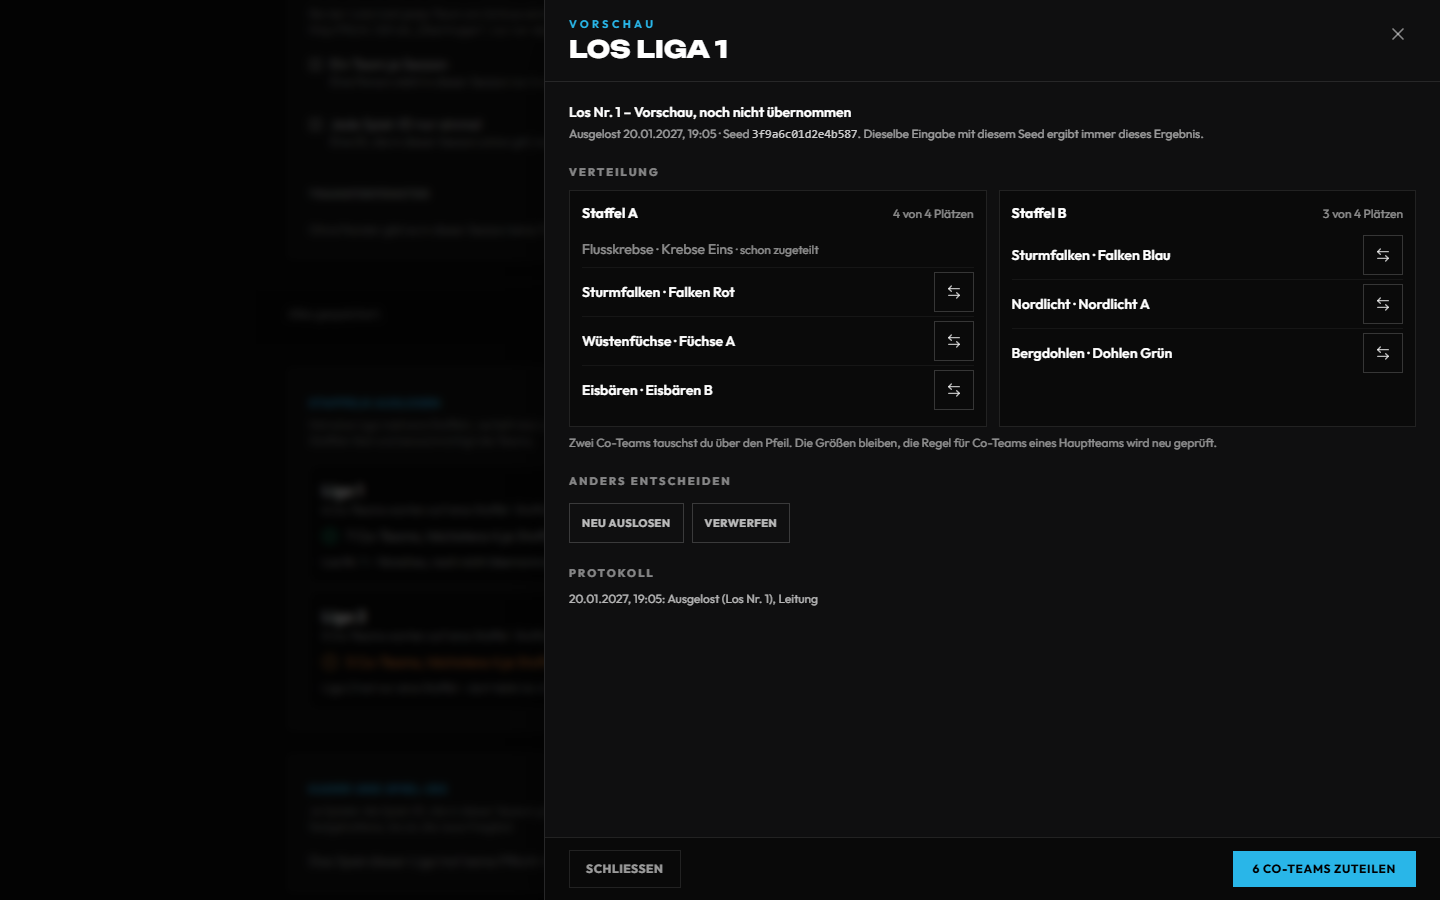 VORSCHAU
LOS LIGA 1
Los Nr. 1 – Vorschau, noch nicht übernommen
Ausgelost 20.01.2027, 19:05 · Seed 3f9a6c01d2e4b587. Dieselbe Eingabe mit diesem Seed ergibt immer dieses Ergebnis.
VERTEILUNG
Staffel A 4 von 4 Plätzen
Flusskrebse · Krebse Eins · schon zugeteilt
Sturmfalken · Falken Rot
Wüstenfüchse · Füchse A
Eisbären · Eisbären B
Staffel B 3 von 4 Plätzen
Sturmfalken · Falken Blau
Nordlicht · Nordlicht A
Bergdohlen · Dohlen Grün
Zwei Co-Teams tauschst du über den Pfeil. Die Größen bleiben, die Regel für Co-Teams eines Hauptteams wird neu geprüft.
ANDERS ENTSCHEIDEN
NEU AUSLOSEN VERWERFEN
PROTOKOLL
20.01.2027, 19:05: Ausgelost (Los Nr. 1), Leitung
SCHLIESSEN 6 CO-TEAMS ZUTEILEN